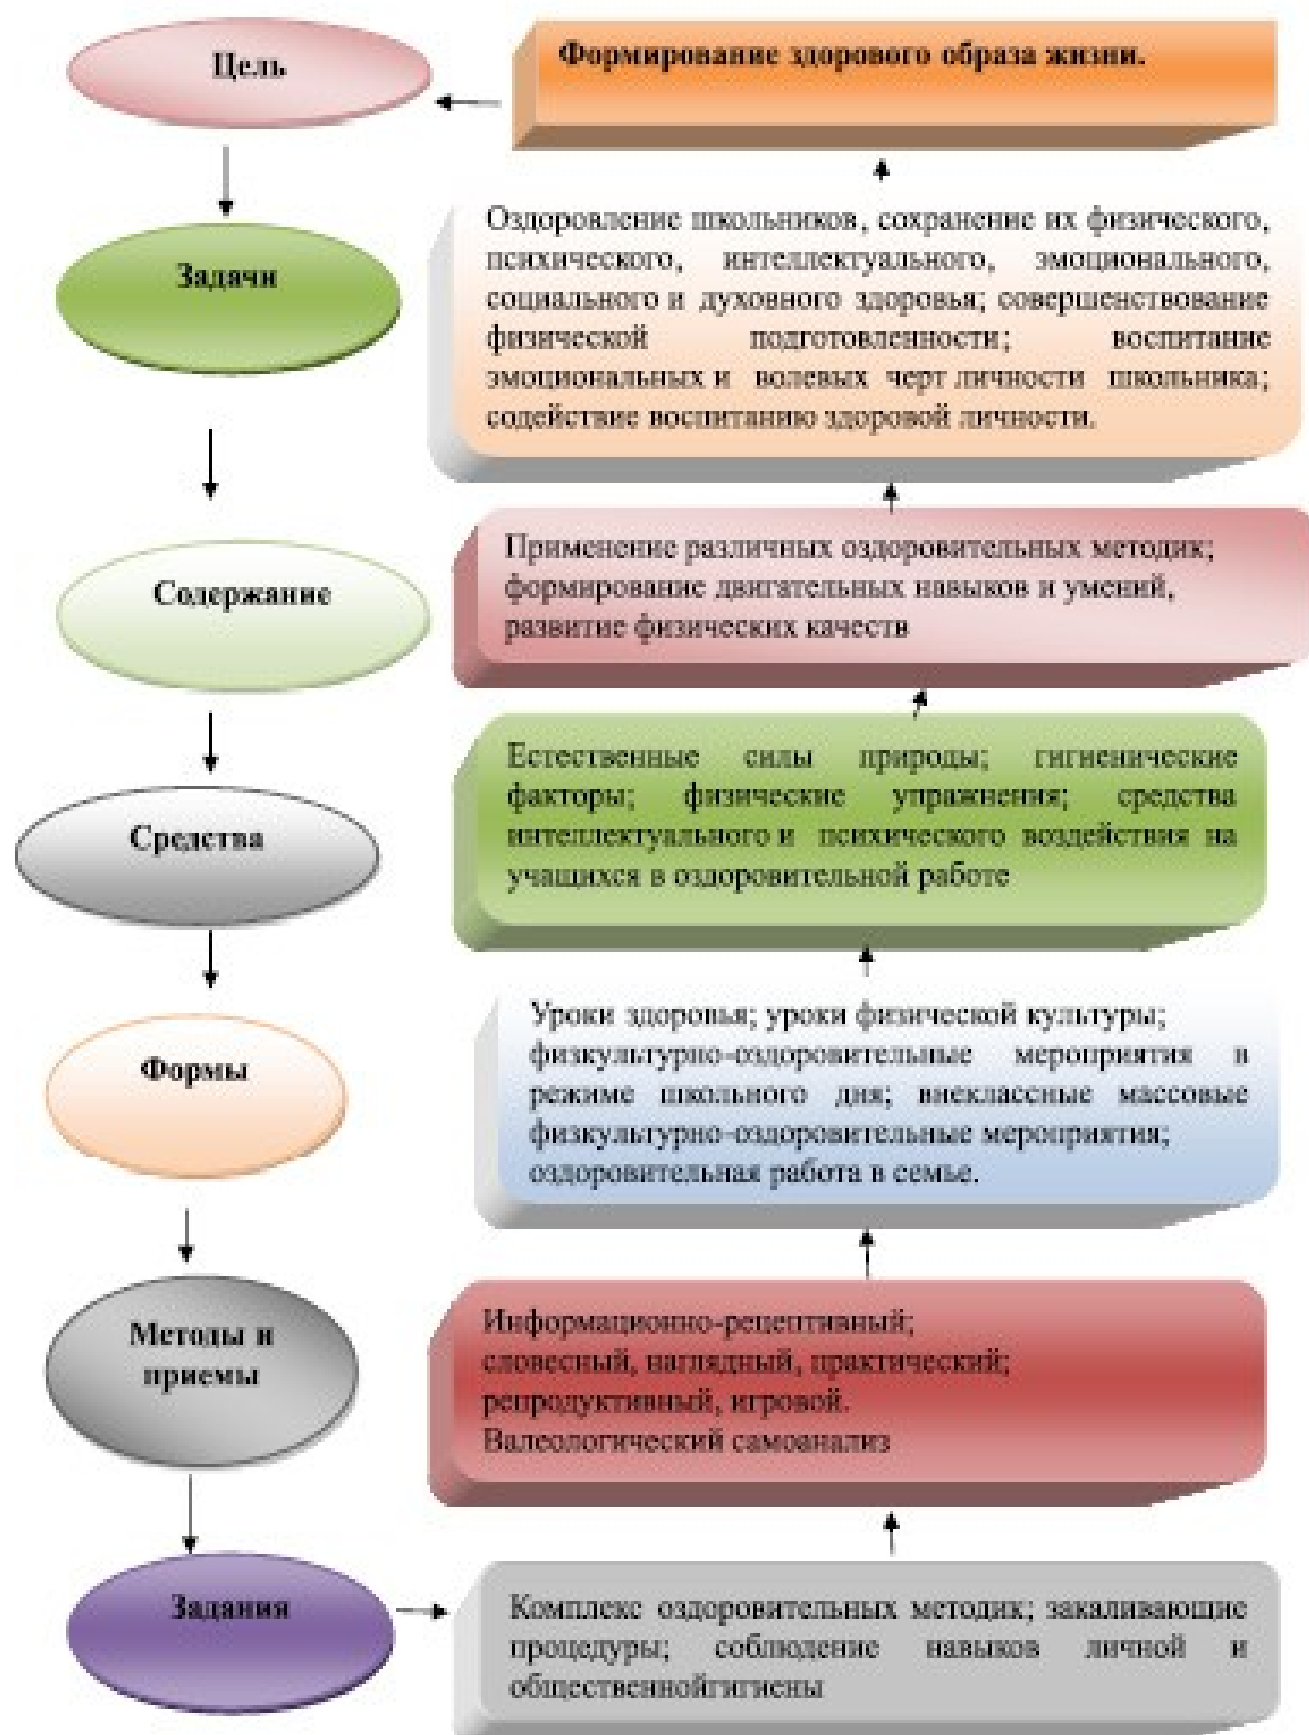 Цель
Формирование здорового образа жизни.
Задачи
Оздоровление школьников, сохранение их физического,
психического, интеллектуального, эмоционального,
социального и духовного здоровья; совершенствование
физической подготовленности; воспитание
эмоциональных и волевых черт личности школьника;
содействие воспитанию здоровой личности.
Содержание
Применение различных оздоровительных методик;
формирование двигательных навыков и умений,
развитие физических качеств
Средства
Естественные силы природы; гигиенические
факторы; физические упражнения; средства
интеллектуального и психического воздействия на
учащихся в оздоровительной работе
Формы
Уроки здоровья; уроки физической культуры;
физкультурно-оздоровительные мероприятия в
режиме школьного дня; внеклассные массовые
физкультурно-оздоровительные мероприятия;
оздоровительная работа в семье.
Методы и
приемы
Информационно-рецептивный;
словесный, наглядный, практический;
репродуктивный, игровой.
Валеологический самоанализ
Задания
Комплекс оздоровительных методик; закаливающие
процедуры; соблюдение навыков личной и
общественнойгигиены